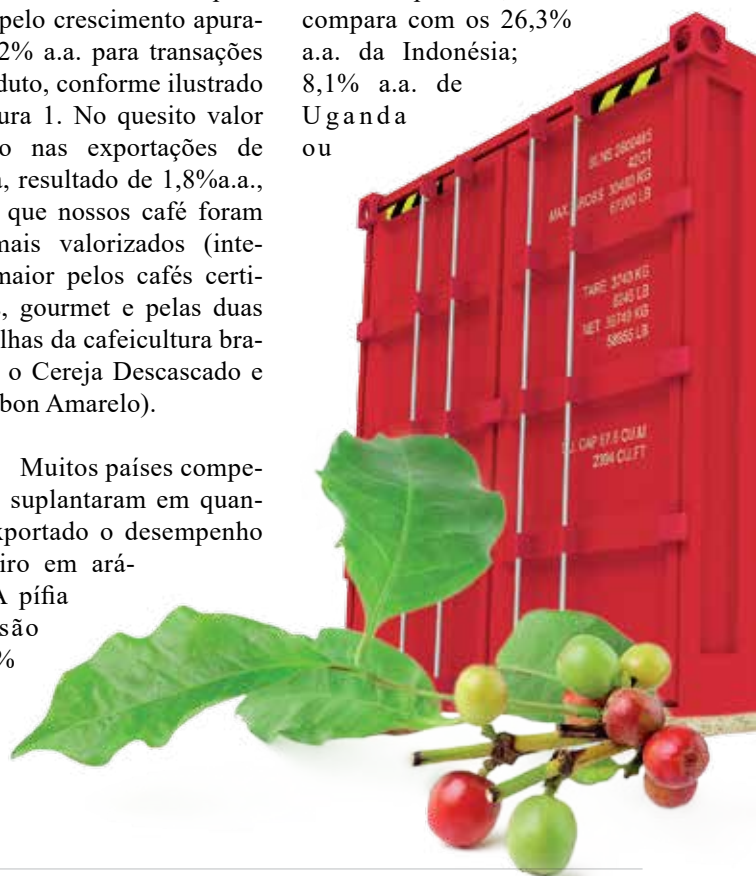 pelo crescimento apura-
2% a.a. para transações
duto, conforme ilustrado
ura 1. No quesito valor
o nas exportações de
a, resultado de 1,8%a.a.,
que nossos café foram
mais valorizados (inte-
maior pelos cafés certi-
s, gourmet e pelas duas
lhas da cafeicultura bra-
o Cereja Descascado e
bon Amarelo).
Muitos países compe-
suplantaram em quan-
xportado o desempenho
iro em ará-
A pífia
são
%
compara com os 26,3%
a.a. da Indonésia;
8,1% a.a. de
Uganda
ou
42G1
MAX. GROSS 30480 KG
67200 LB
TARE 3740 KG
8245 LB
NET 26740 KG
58955 LB
CU. CAP 67.6 CU.M
2394 CU.FT